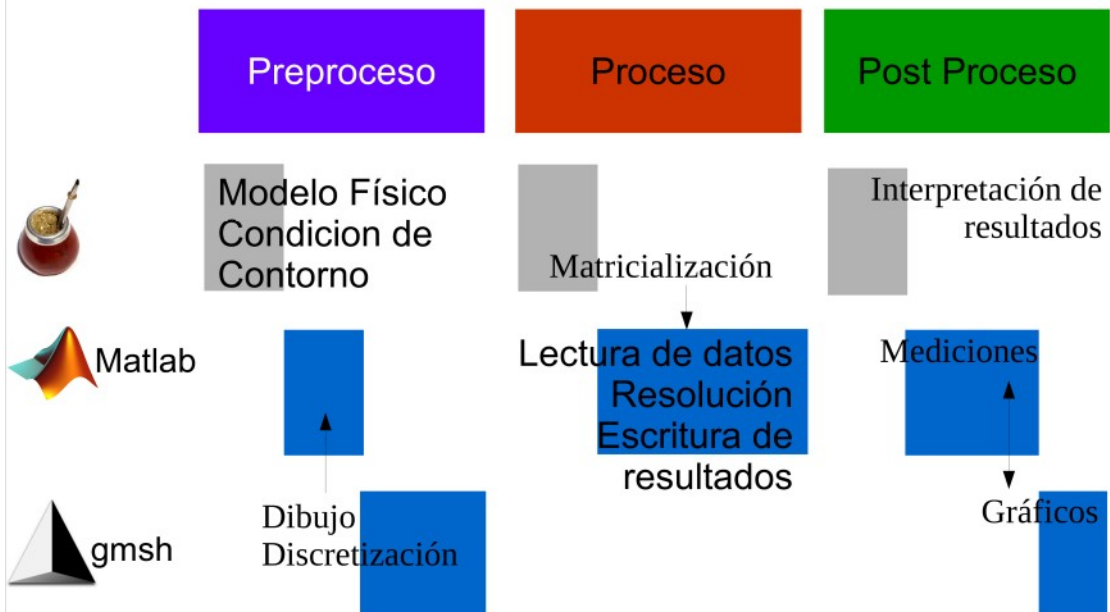 Preproceso
Proceso
Post Proceso
Modelo Físico
Condicion de
Contorno
Interpretación de
resultados
Matricialización
Matlab
Lectura de datos
Resolución
Escritura de
resultados
Mediciones
gmsh
Dibujo
Discretización
Gráficos